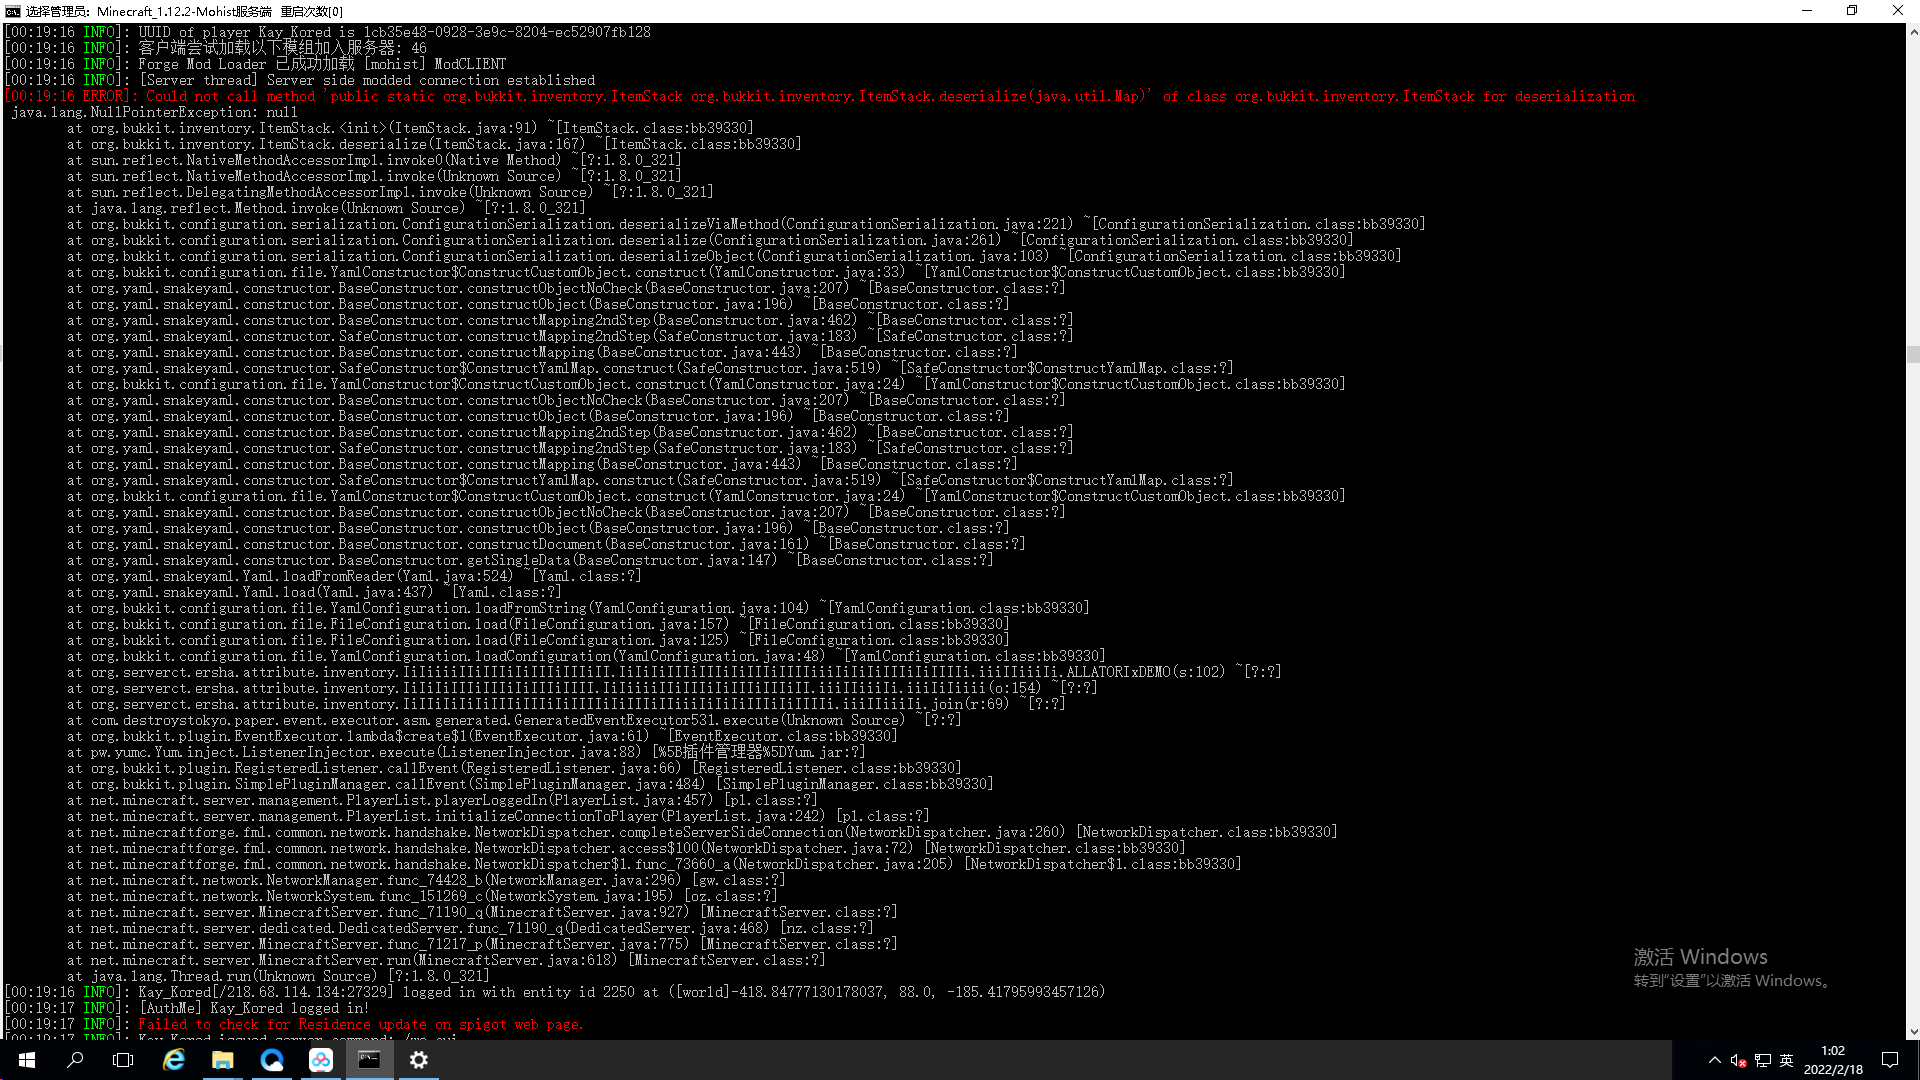 选择管理员: Minecraft_1.12.2-Mohist服务端 重启次数[0]
[00:19:16 INFO]: UUID of player Kay_Kored is 1cb35e48-0928-3e9c-8204-ec52907fb128
[00:19:16 INFO]: 客户端尝试加载以下模组加入服务器: 46
[00:19:16 INFO]: Forge Mod Loader 已成功加载 [mohist] ModCLIENT
[00:19:16 INFO]: [Server thread] Server side modded connection established
[00:19:16 ERROR]: Could not call method 'public static org.bukkit.inventory.ItemStack org.bukkit.inventory.ItemStack.deserialize(java.util.Map)' of class org.bukkit.inventory.ItemStack for deserialization
java.lang.NullPointerException: null
at org.bukkit.inventory.ItemStack.<init>(ItemStack.java:91) ~[ItemStack.class:bb39330]
at org.bukkit.inventory.ItemStack.deserialize(ItemStack.java:167) ~[ItemStack.class:bb39330]
at sun.reflect.NativeMethodAccessorImpl.invoke0(Native Method) ~[?:1.8.0_321]
at sun.reflect.NativeMethodAccessorImpl.invoke(Unknown Source) ~[?:1.8.0_321]
at sun.reflect.DelegatingMethodAccessorImpl.invoke(Unknown Source) ~[?:1.8.0_321]
at java.lang.reflect.Method.invoke(Unknown Source) ~[?:1.8.0_321]
at org.bukkit.configuration.serialization.ConfigurationSerialization.deserializeViaMethod(ConfigurationSerialization.java:221) ~[ConfigurationSerialization.class:bb39330]
at org.bukkit.configuration.serialization.ConfigurationSerialization.deserialize(ConfigurationSerialization.java:261) ~[ConfigurationSerialization.class:bb39330]
at org.bukkit.configuration.serialization.ConfigurationSerialization.deserializeObject(ConfigurationSerialization.java:103) ~[ConfigurationSerialization.class:bb39330]
at org.bukkit.configuration.file.YamlConstructor$ConstructCustomObject.construct(YamlConstructor.java:33) ~[YamlConstructor$ConstructCustomObject.class:bb39330]
at org.yaml.snakeyaml.constructor.BaseConstructor.constructObjectNoCheck(BaseConstructor.java:207) ~[BaseConstructor.class:?]
at org.yaml.snakeyaml.constructor.BaseConstructor.constructObject(BaseConstructor.java:196) ~[BaseConstructor.class:?]
at org.yaml.snakeyaml.constructor.BaseConstructor.constructMapping2ndStep(BaseConstructor.java:462) ~[BaseConstructor.class:?]
at org.yaml.snakeyaml.constructor.SafeConstructor.constructMapping2ndStep(SafeConstructor.java:183) ~[SafeConstructor.class:?]
at org.yaml.snakeyaml.constructor.BaseConstructor.constructMapping(BaseConstructor.java:443) ~[BaseConstructor.class:?]
at org.yaml.snakeyaml.constructor.SafeConstructor$ConstructYamlMap.construct(SafeConstructor.java:519) ~[SafeConstructor$ConstructYamlMap.class:?]
at org.bukkit.configuration.file.YamlConstructor$ConstructCustomObject.construct(YamlConstructor.java:24) ~[YamlConstructor$ConstructCustomObject.class:bb39330]
at org.yaml.snakeyaml.constructor.BaseConstructor.constructObjectNoCheck(BaseConstructor.java:207) ~[BaseConstructor.class:?]
at org.yaml.snakeyaml.constructor.BaseConstructor.constructObject(BaseConstructor.java:196) ~[BaseConstructor.class:?]
at org.yaml.snakeyaml.constructor.BaseConstructor.constructMapping2ndStep(BaseConstructor.java:462) ~[BaseConstructor.class:?]
at org.yaml.snakeyaml.constructor.SafeConstructor.constructMapping2ndStep(SafeConstructor.java:183) ~[SafeConstructor.class:?]
at org.yaml.snakeyaml.constructor.BaseConstructor.constructMapping(BaseConstructor.java:443) ~[BaseConstructor.class:?]
at org.yaml.snakeyaml.constructor.SafeConstructor$ConstructYamlMap.construct(SafeConstructor.java:519) ~[SafeConstructor$ConstructYamlMap.class:?]
at org.bukkit.configuration.file.YamlConstructor$ConstructCustomObject.construct(YamlConstructor.java:24) ~[YamlConstructor$ConstructCustomObject.class:bb39330]
at org.yaml.snakeyaml.constructor.BaseConstructor.constructObjectNoCheck(BaseConstructor.java:207) ~[BaseConstructor.class:?]
at org.yaml.snakeyaml.constructor.BaseConstructor.constructObject(BaseConstructor.java:196) ~[BaseConstructor.class:?]
at org.yaml.snakeyaml.constructor.BaseConstructor.constructDocument(BaseConstructor.java:161) ~[BaseConstructor.class:?]
at org.yaml.snakeyaml.constructor.BaseConstructor.getSingleData(BaseConstructor.java:147) ~[BaseConstructor.class:?]
at org.yaml.snakeyaml.Yaml.loadFromReader(Yaml.java:524) ~[Yaml.class:?]
at org.yaml.snakeyaml.Yaml.load(Yaml.java:437) ~[Yaml.class:?]
at org.bukkit.configuration.file.YamlConfiguration.loadFromString(YamlConfiguration.java:104) ~[YamlConfiguration.class:bb39330]
at org.bukkit.configuration.file.FileConfiguration.load(FileConfiguration.java:157) ~[FileConfiguration.class:bb39330]
at org.bukkit.configuration.file.FileConfiguration.load(FileConfiguration.java:125) ~[FileConfiguration.class:bb39330]
at org.bukkit.configuration.file.YamlConfiguration.loadConfiguration(YamlConfiguration.java:48) ~[YamlConfiguration.class:bb39330]
at org.serverct.ersha.attribute.inventory. ALLATORIxDEMO(s:102) ~[?:?]
at org.serverct.ersha.attribute.inventory. (o:154) ~[?:?]
at org.serverct.ersha.attribute.inventory. join(r:69) ~[?:?]
at com.destroystokyo.paper.event.executor.asm.generated.GeneratedEventExecutor531.execute(Unknown Source) ~[?:?]
at org.bukkit.plugin.EventExecutor.lambda$create$1(EventExecutor.java:61) ~[EventExecutor.class:bb39330]
at pw.yumc.Yum.inject.ListenerInjector.execute(ListenerInjector.java:88) [%5B插件管理器%5DYum.jar:?]
at org.bukkit.plugin.RegisteredListener.callEvent(RegisteredListener.java:66) [RegisteredListener.class:bb39330]
at org.bukkit.plugin.SimplePluginManager.callEvent(SimplePluginManager.java:484) [SimplePluginManager.class:bb39330]
at net.minecraft.server.management.PlayerList.playerLoggedIn(PlayerList.java:457) [pl.class:?]
at net.minecraft.server.management.PlayerList.initializeConnectionToPlayer(PlayerList.java:242) [pl.class:?]
at net.minecraftforge.fml.common.network.handshake.NetworkDispatcher.completeServerSideConnection(NetworkDispatcher.java:260) [NetworkDispatcher.class:bb39330]
at net.minecraftforge.fml.common.network.handshake.NetworkDispatcher.access$100(NetworkDispatcher.java:72) [NetworkDispatcher.class:bb39330]
at net.minecraftforge.fml.common.network.handshake.NetworkDispatcher$1.func_73660_a(NetworkDispatcher.java:205) [NetworkDispatcher$1.class:bb39330]
at net.minecraft.network.NetworkManager.func_74428_b(NetworkManager.java:296) [gw.class:?]
at net.minecraft.network.NetworkSystem.func_151269_c(NetworkSystem.java:195) [oz.class:?]
at net.minecraft.server.MinecraftServer.func_71190_q(MinecraftServer.java:927) [MinecraftServer.class:?]
at net.minecraft.server.dedicated.DedicatedServer.func_71190_q(DedicatedServer.java:468) [nz.class:?]
at net.minecraft.server.MinecraftServer.func_71217_p(MinecraftServer.java:775) [MinecraftServer.class:?]
at net.minecraft.server.MinecraftServer.run(MinecraftServer.java:618) [MinecraftServer.class:?]
at java.lang.Thread.run(Unknown Source) [?:1.8.0_321]
[00:19:16 INFO]: Kay_Kored[/218.68.114.134:27329] logged in with entity id 2250 at ([world]-418.84777130178037, 88.0, -185.41795993457126)
[00:19:17 INFO]: [AuthMe] Kay_Kored logged in!
[00:19:17 INFO]: Failed to check for Residence update on spigot web page.
[00:19:17 INFO]: Kay_Kored issued server command:
激活 Windows
转到"设置"以激活 Windows。
英
1:02
2022/2/18